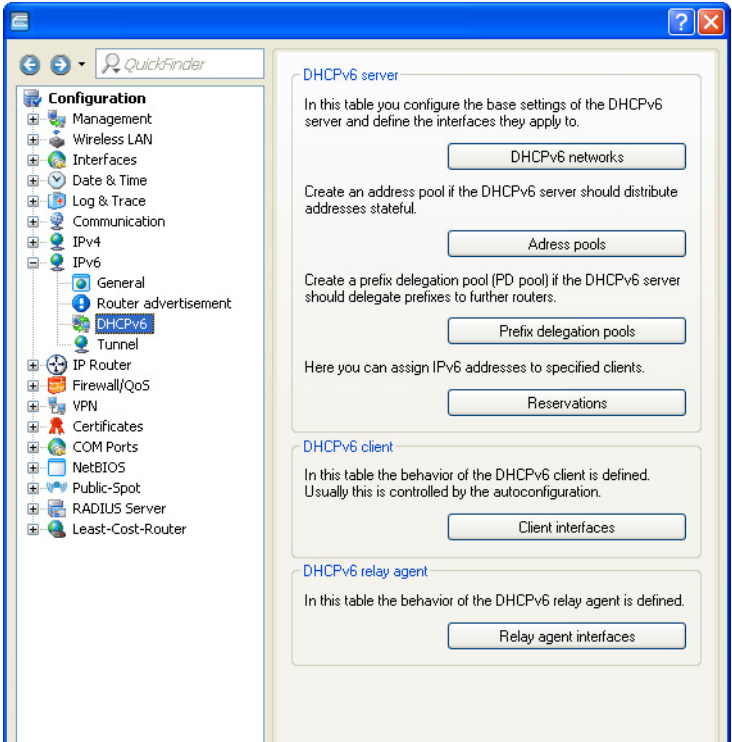 QuickFinder
Configuration
Management
Wireless LAN
Interfaces
Date & Time
Log & Trace
Communication
IPv4
IPv6
General
Router advertisement
DHCPv6
Tunnel
IP Router
Firewall/QoS
VPN
Certificates
COM Ports
NetBIOS
Public-Spot
RADIUS Server
Least-Cost-Router
DHCPv6 server
In this table you configure the base settings of the DHCPv6
server and define the interfaces they apply to.
DHCPv6 networks
Create an address pool if the DHCPv6 server should distribute
addresses stateful.
Adress pools
Create a prefix delegation pool (PD pool) if the DHCPv6 server
should delegate prefixes to further routers.
Prefix delegation pools
Here you can assign IPv6 addresses to specified clients.
Reservations
DHCPv6 client
In this table the behavior of the DHCPv6 client is defined.
Usually this is controlled by the autoconfiguration.
Client interfaces
DHCPv6 relay agent
In this table the behavior of the DHCPv6 relay agent is defined.
Relay agent interfaces